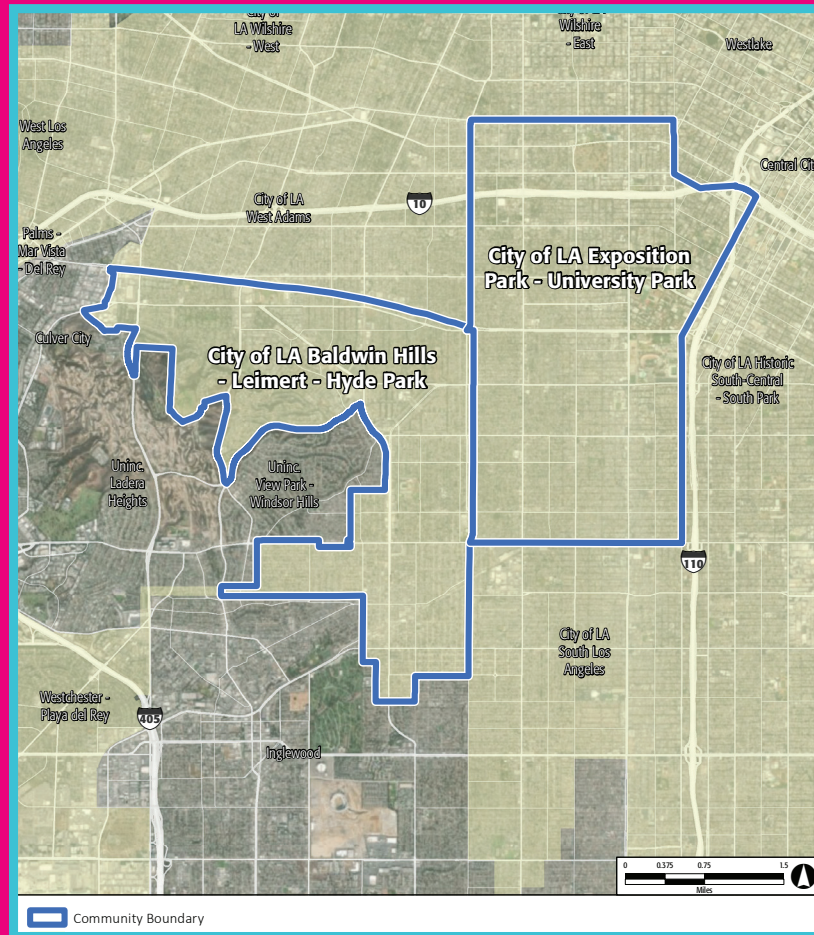 City of
LA Wilshire
- West
Wilshire
- East
Westlake
West Los
Angeles
Central Cit
City of LA
West Adams
10
Palms -
Mar Vista
- Del Rey
City of LA Exposition
Park - University Park
Culver City
City of LA Baldwin Hills
- Leimert - Hyde Park
City of LA Historic
South-Central
- South Park
Uninc.
Ladera
Heights
Uninc.
View Park -
Windsor Hills
110
City of LA
South Los
Angeles
Westchester -
Playa del Rey
405
Inglewood
0 0.375 0.75 1.5
Miles
Community Boundary